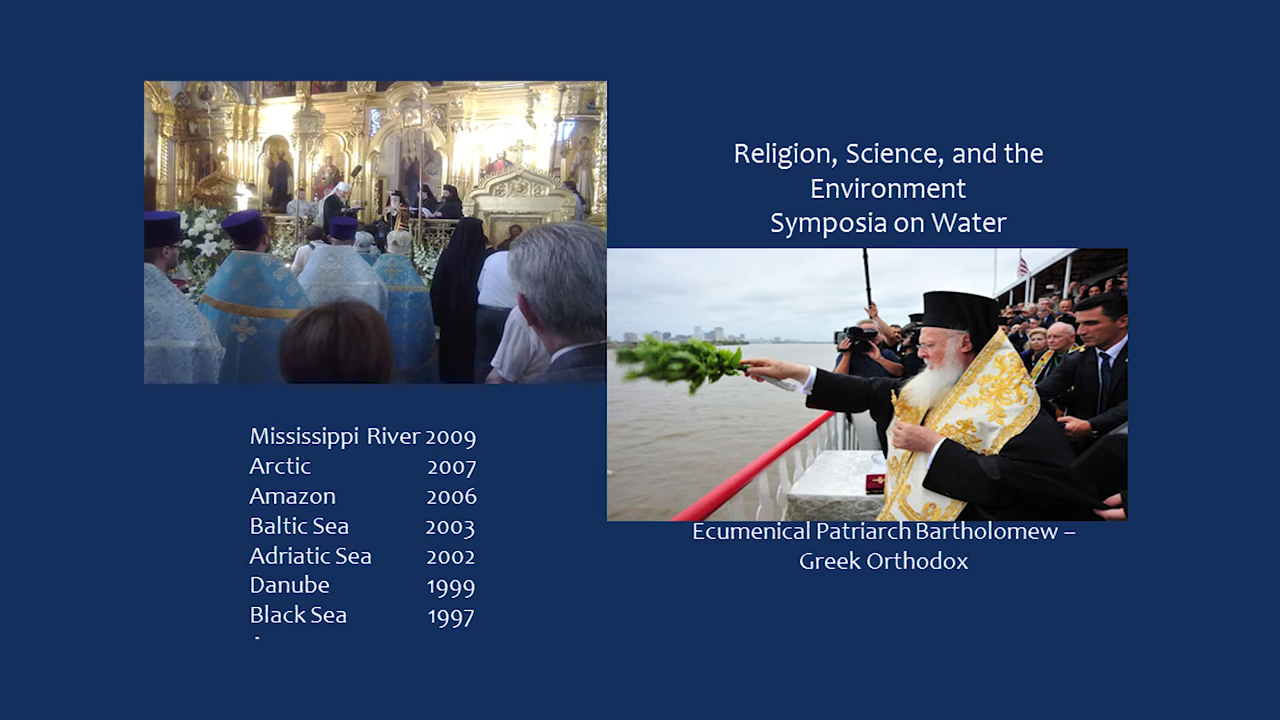 Religion, Science, and the
Environment
Symposia on Water
Mississippi River 2009
Arctic 2007
Amazon 2006
Baltic Sea 2003
Adriatic Sea 2002
Danube 1999
Black Sea 1997
Ecumenical Patriarch Bartholomew –
Greek Orthodox